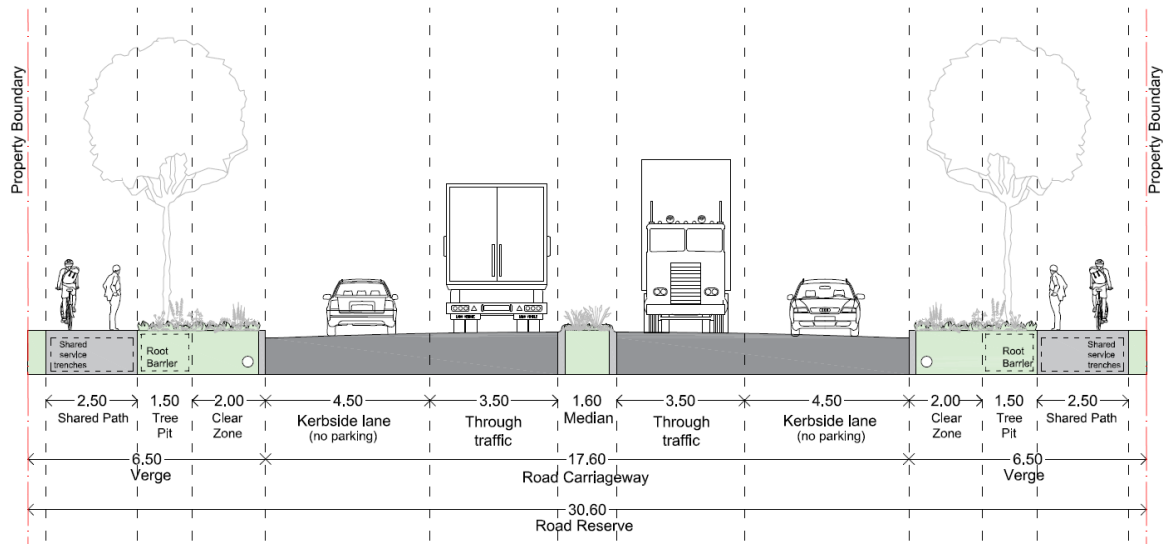 Property Boundary
Property Boundary
Shared
service
trenches
Root
Barrier
Root
Barrier
Shared
service
trenches
2.50
Shared Path
1.50
Tree
Pit
2.00
Clear
Zone
4.50
Kerbside lane
(no parking)
3.50
Through
traffic
1.60
Median
3.50
Through
traffic
4.50
Kerbside lane
(no parking)
2.00
Clear
Zone
1.50
Tree
Pit
2.50
Shared Path
6.50
Verge
17.60
Road Carriageway
6.50
Verge
30.60
Road Reserve